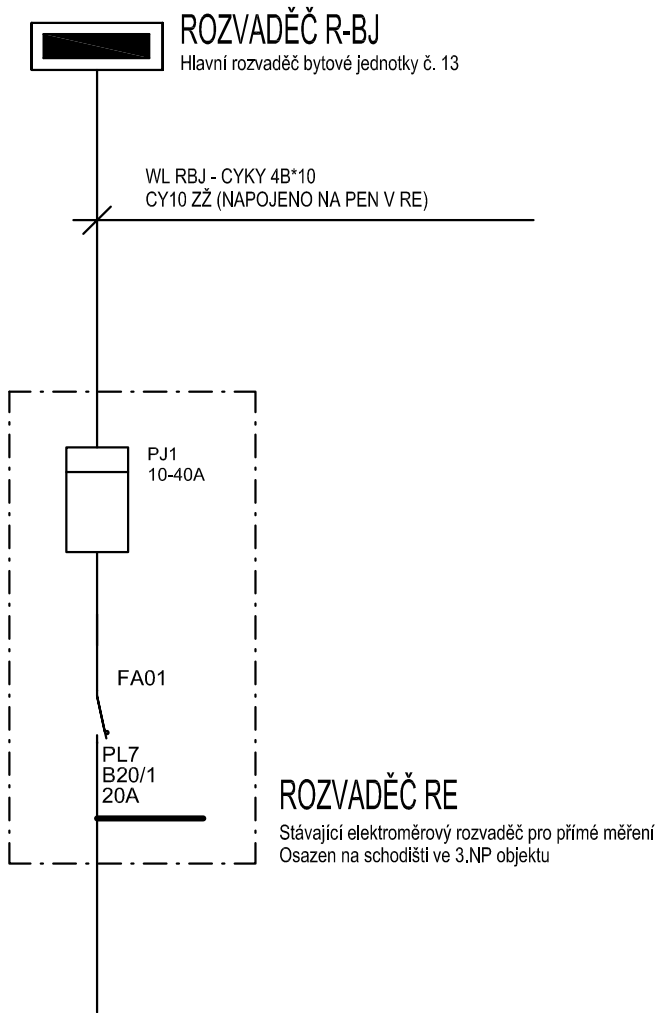 ROZVADĚČ R-BJ
Hlavní rozvaděč bytové jednotky č. 13
WL RBJ - CYKY 4B*10
CY10 ZŽ (NAPOJENO NA PEN V RE)
PJ1
10-40A
FA01
PL7
B20/1
20A
ROZVADĚČ RE
Stávající elektroměrový rozvaděč pro přímé měření
Osazen na schodišti ve 3.NP objektu